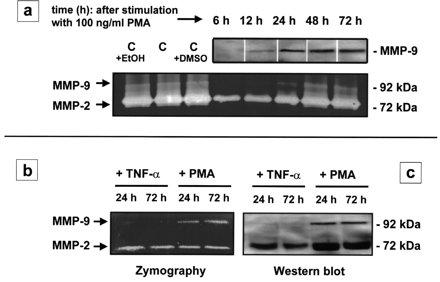 a
time (h): after stimulation
with 100 ng/ml PMA
6 h 12 h 24 h 48 h 72 h
C
+EtOH
C
C
+DMSO
- MMP-9
MMP-9
MMP-2
- 92 kDa
- 72 kDa
b
+ TNF-α + PMA
24 h 72 h 24 h 72 h
MMP-9
MMP-2
Zymography
c
+ TNF-α + PMA
24 h 72 h 24 h 72 h
- 92 kDa
- 72 kDa
Western blot